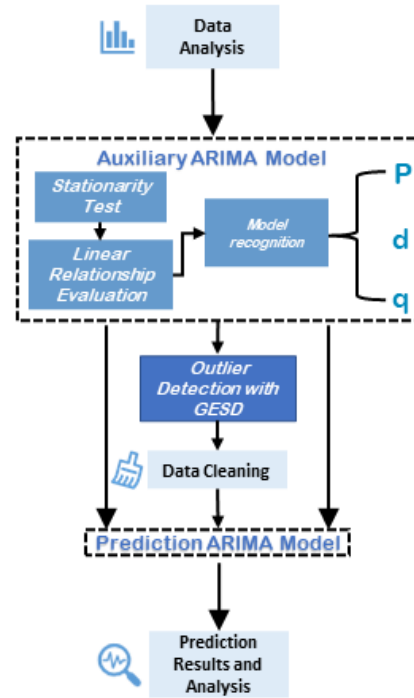 Data
Analysis
Auxiliary ARIMA Model
Stationarity
Test
Linear
Relationship
Evaluation
Model
recognition
P
d
q
Outlier
Detection with
GESD
Data Cleaning
Prediction ARIMA Model
Prediction
Results and
Analysis